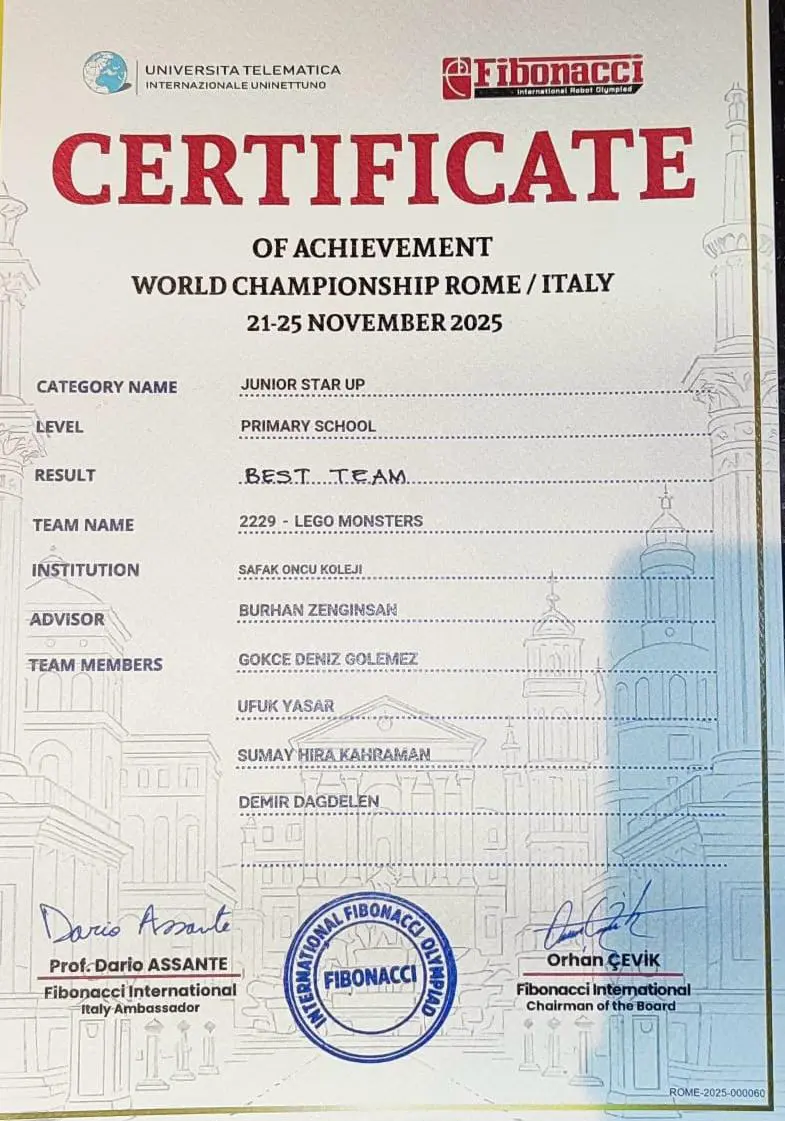 UNIVERSITA TELEMATICA
INTERNAZIONALE UNINETTUNO
Fibonacci
International Robot Olympiad
CERTIFICATE
OF ACHIEVEMENT
WORLD CHAMPIONSHIP ROME / ITALY
21-25 NOVEMBER 2025
CATEGORY NAME JUNIOR STAR UP
LEVEL PRIMARY SCHOOL
RESULT BEST TEAM
TEAM NAME 2229 - LEGO MONSTERS
INSTITUTION SAFAK ONCU KOLEJI
ADVISOR BURHAN ZENGINSAN
TEAM MEMBERS GOKCE DENIZ GOLEMEZ
UFUK YASAR
SUMAY HIRA KAHRAMAN
DEMIR DAGDELEN
Dario Assante
Prof. Dario ASSANTE
Fibonacci International
Italy Ambassador
INTERNATIONAL FIBONACCI OLYMPIAD
FIBONACCI
Orhan ÇEVİK
Fibonacci International
Chairman of the Board
ROME-2025-000060